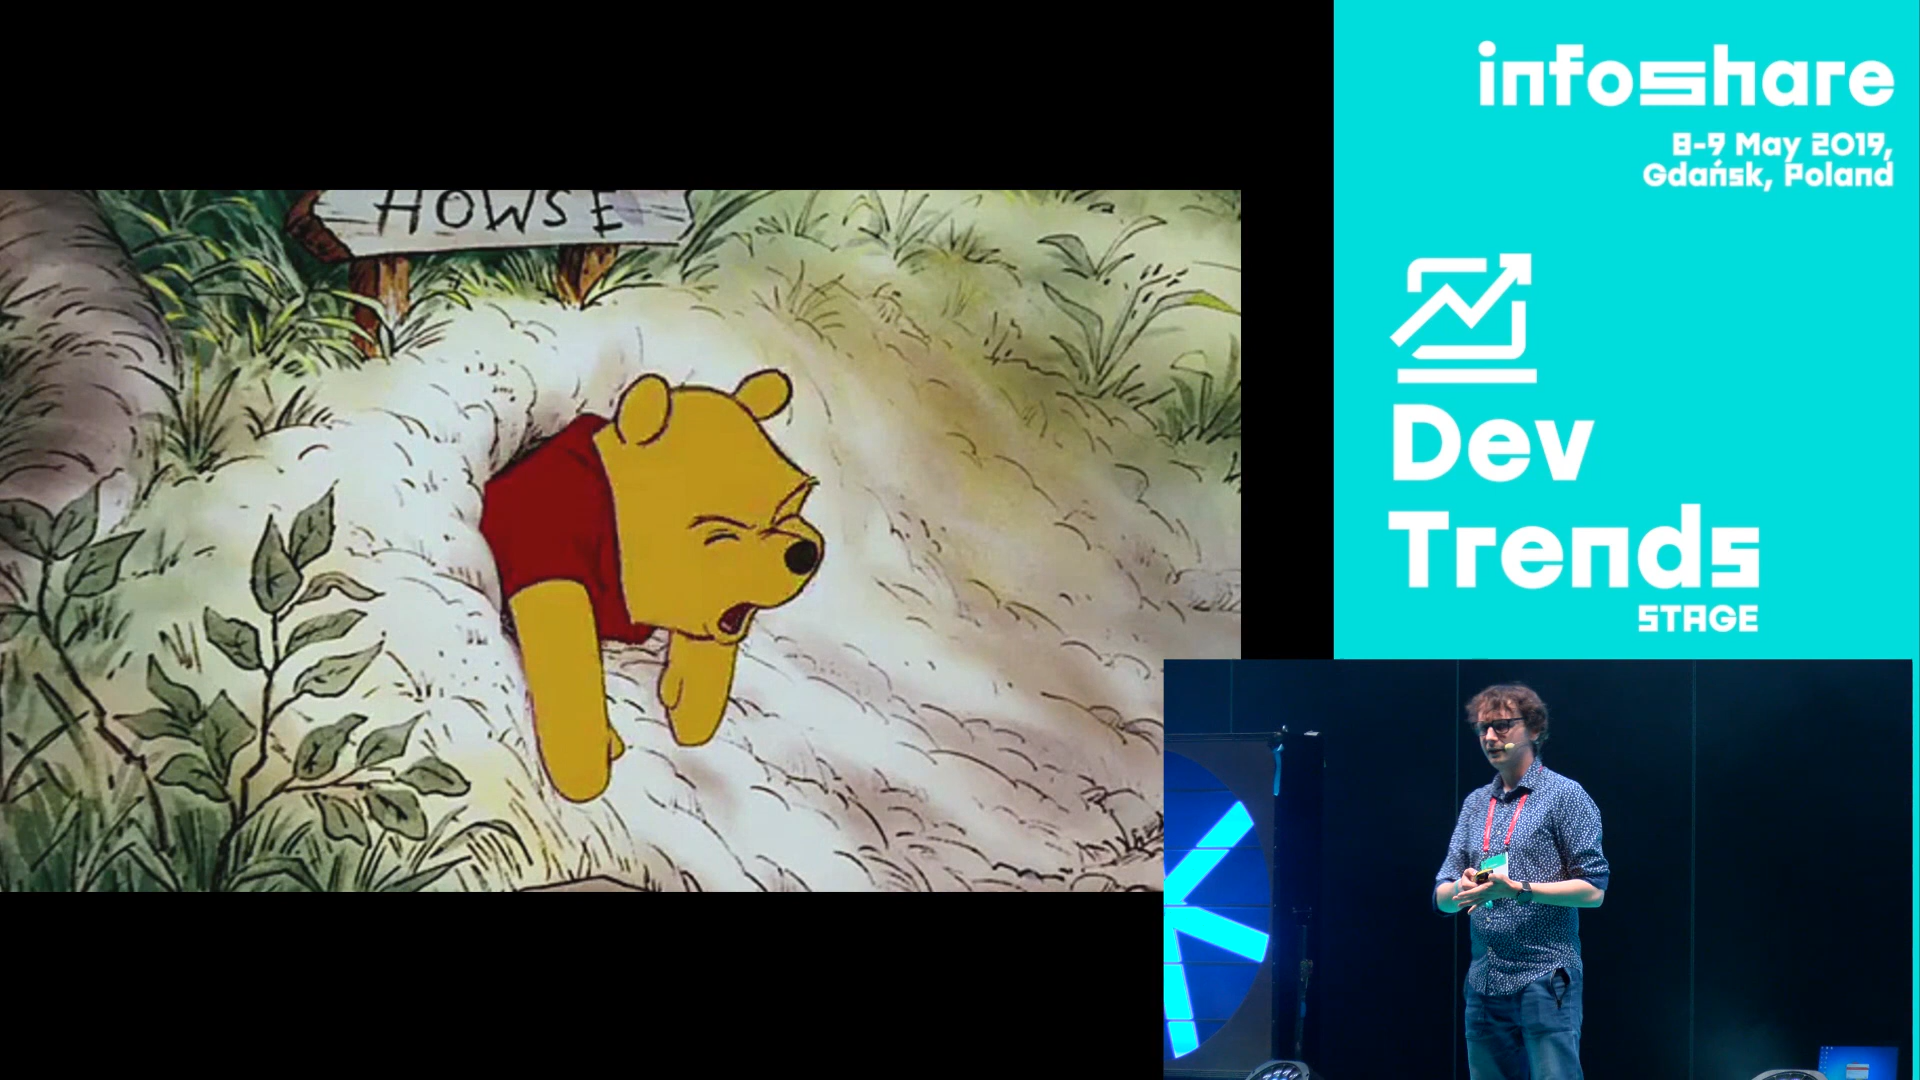 HOWSE
infoshare
8-9 May 2019,
Gdańsk, Poland
Dev
Trends
STAGE